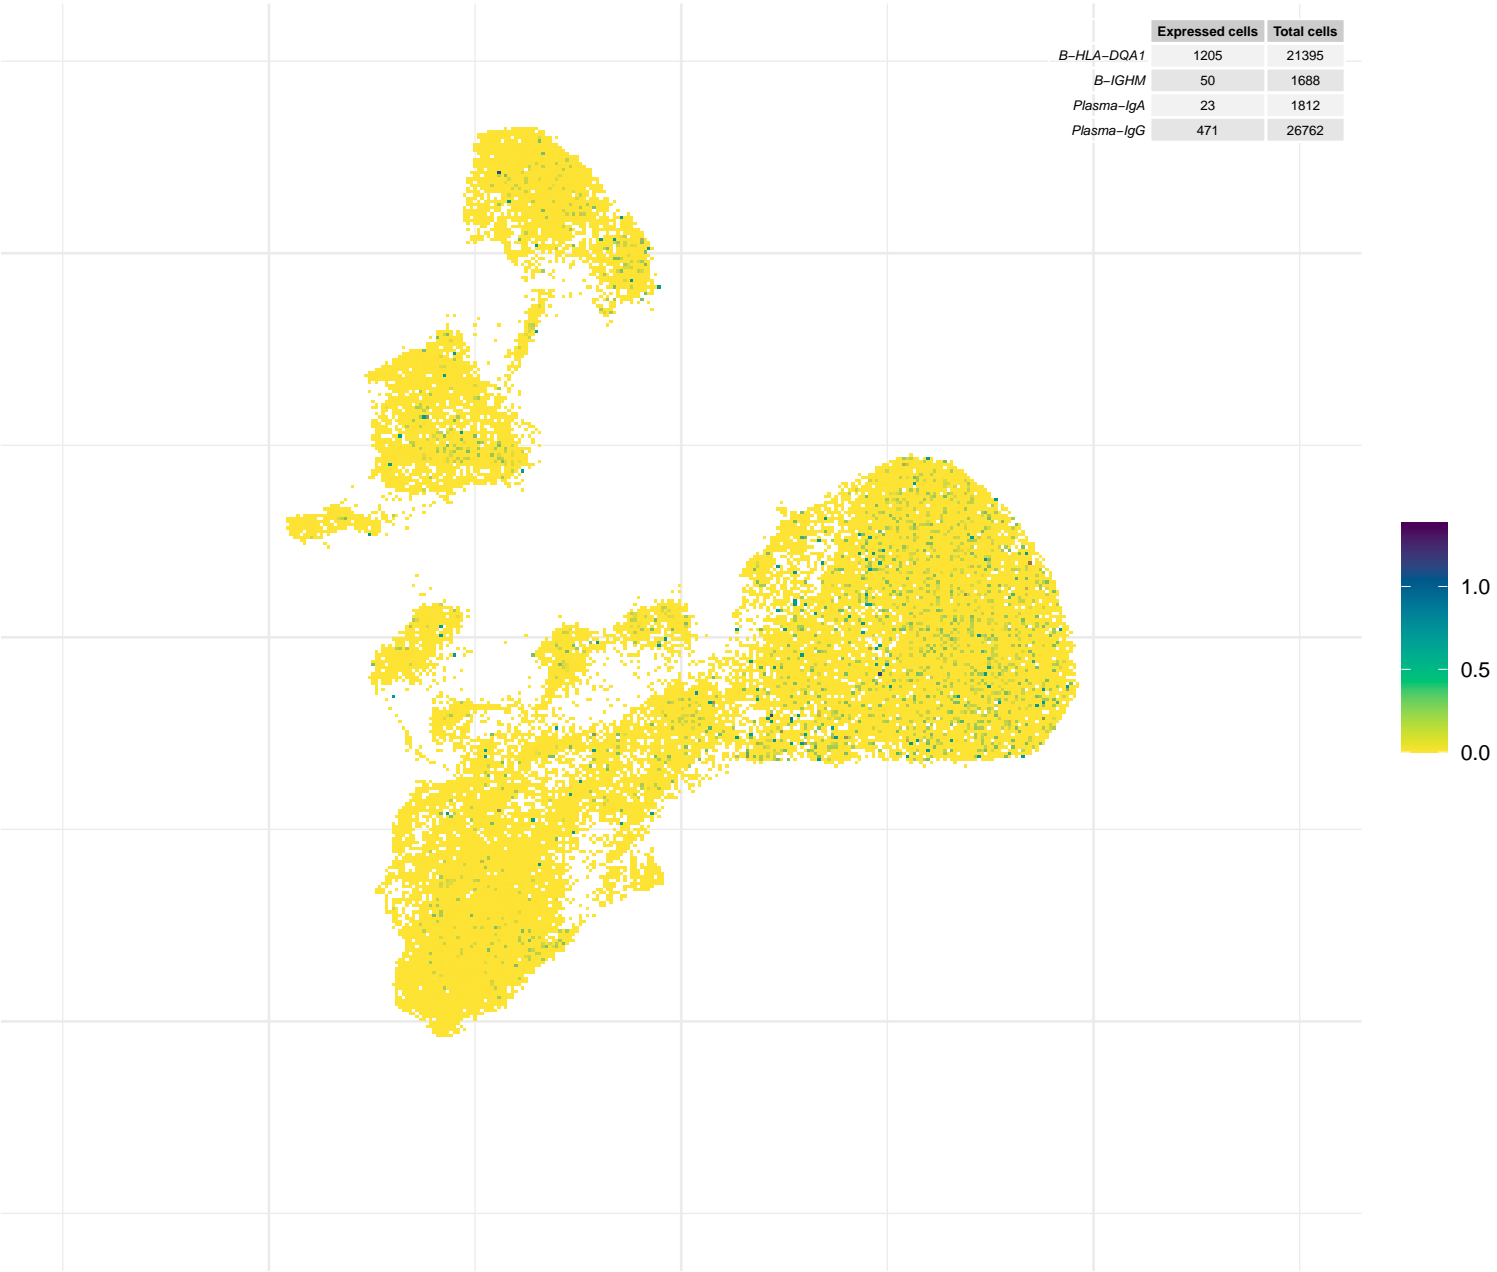 Expressed cells Total cells
B−HLA−DQA1 1205 21395
B−IGHM 50 1688
Plasma−IgA 23 1812
Plasma−IgG 471 26762
1.0
0.5
0.0